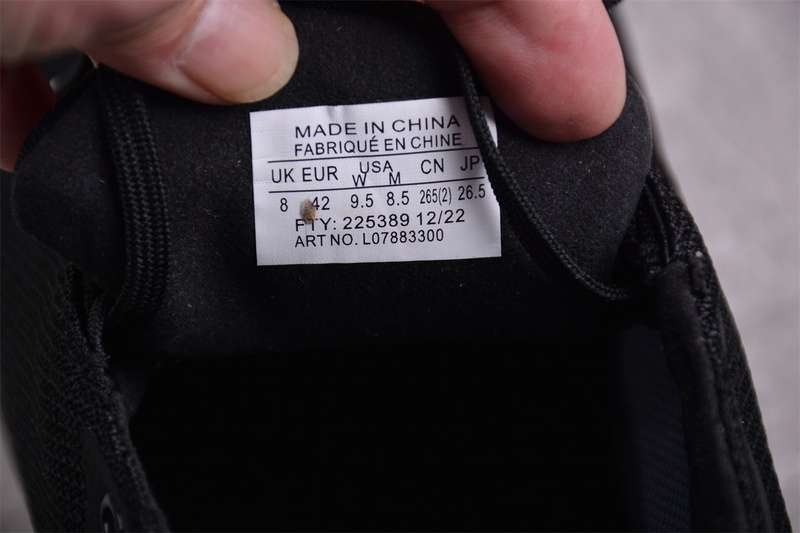 MADE IN CHINA
FABRIQUÉ EN CHINE
UK EUR USA CN JP
W M
8 42 9.5 8.5 265(2) 26.5
FTY: 225389 12/22
ART NO. L07883300